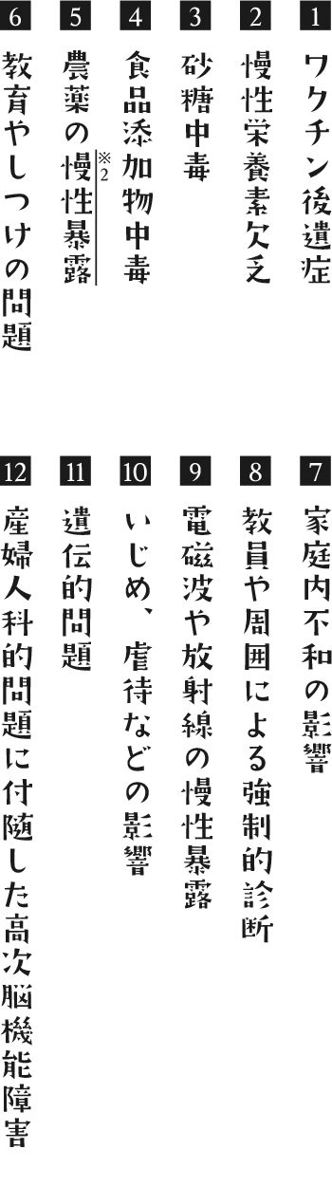 1 ワクチン後遺症
2 慢性栄養素欠乏
3 砂糖中毒
4 食品添加物中毒
5 農薬の慢性暴露※2
6 教育やしつけの問題
7 家庭内不和の影響
8 教員や周囲による強制的診断
9 電磁波や放射線の慢性暴露
10 いじめ、虐待などの影響
11 遺伝的問題
12 産婦人科的問題に付随した高次脳機能障害